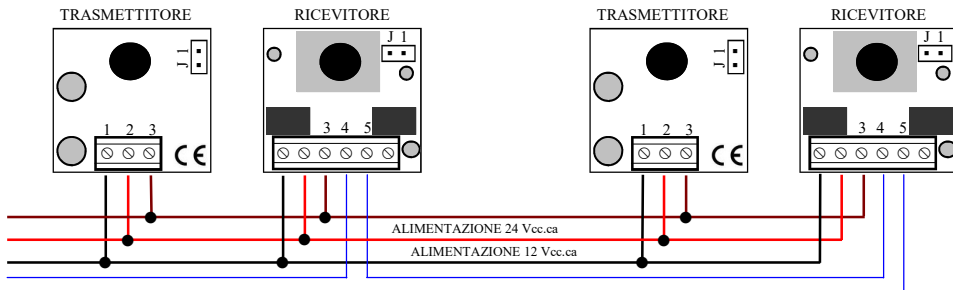 TRASMETTITORE
RICEVITORE
TRASMETTITORE
RICEVITORE
J 1
J 1
J 1
J 1
1 2 3
3 4 5
1 2 3
3 4 5
CE
CE
ALIMENTAZIONE 24 Vcc.ca
ALIMENTAZIONE 12 Vcc.ca